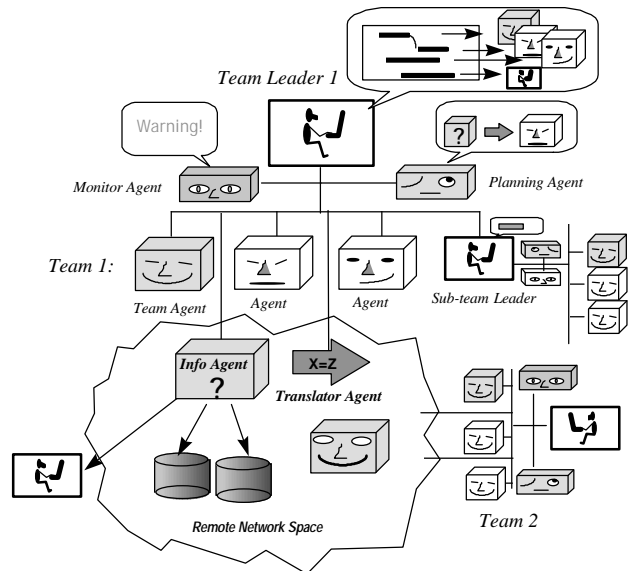 Team Leader 1
Warning!
?
Monitor Agent
Planning Agent
Team 1:
Team Agent
Agent
Agent
Sub-team Leader
Info Agent
?
X=Z
Translator Agent
Remote Network Space
Team 2